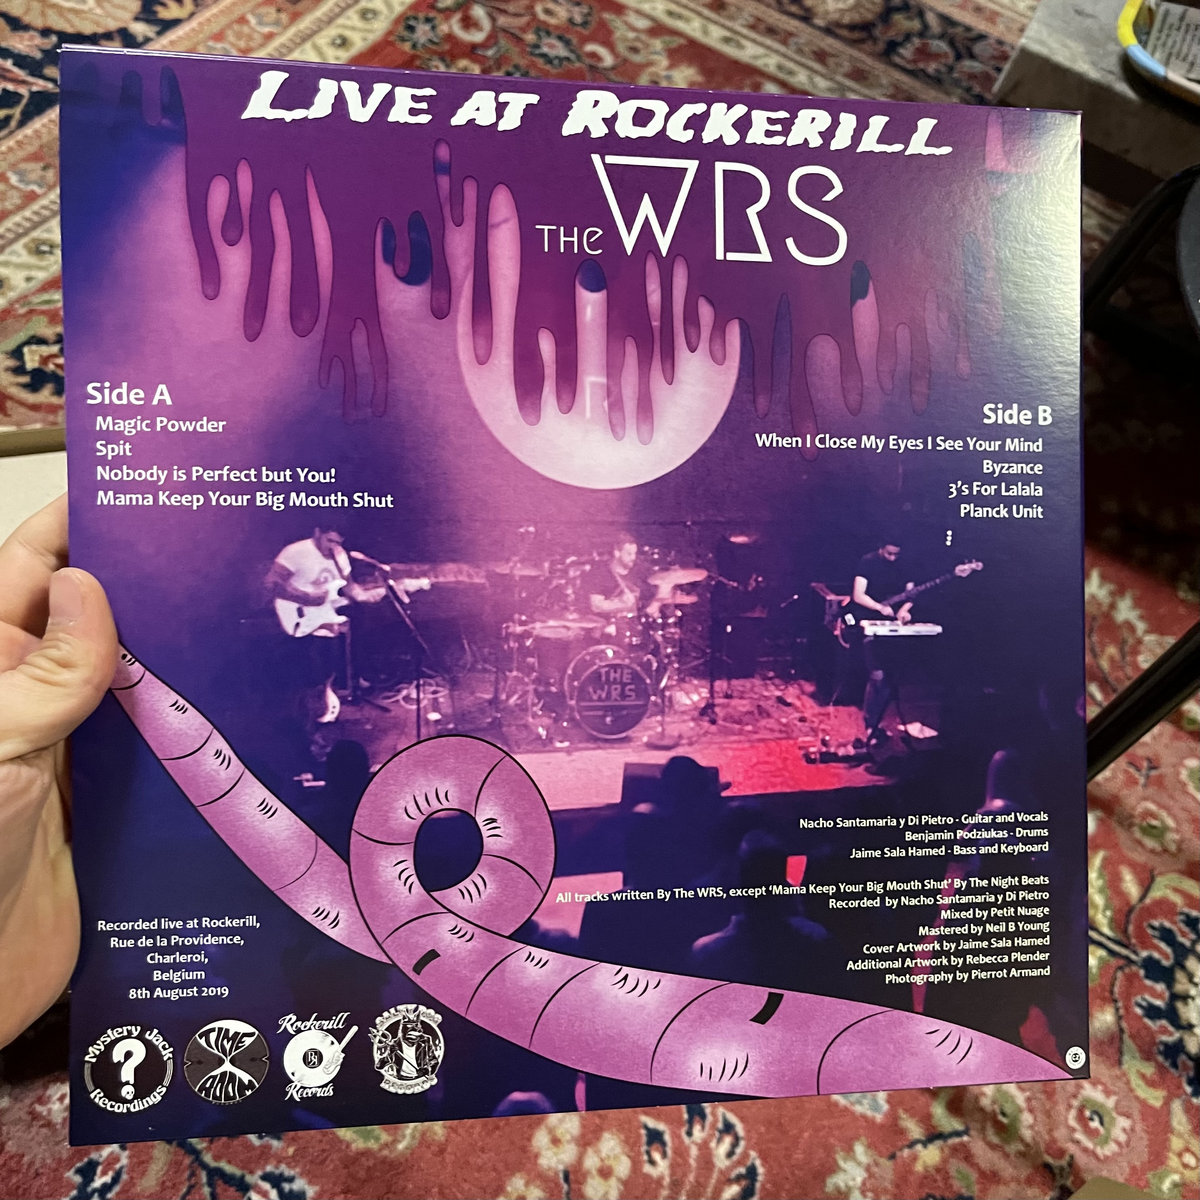 LIVE AT ROCKERILL
THE WRS
Side A
Magic Powder
Spit
Nobody is Perfect but You!
Mama Keep Your Big Mouth Shut
Side B
When I Close My Eyes I See Your Mind
Byzance
3's For Lalala
Planck Unit
THE
WRS
Nacho Santamaria y Di Pietro - Guitar and Vocals
Benjamin Podziukas - Drums
Jaime Sala Hamed - Bass and Keyboard
All tracks written By The WRS, except ‘Mama Keep Your Big Mouth Shut’ By The Night Beats
Recorded by Nacho Santamaria y Di Pietro
Mixed by Petit Nuage
Mastered by Neil B Young
Cover Artwork by Jaime Sala Hamed
Additional Artwork by Rebecca Plender
Photography by Pierrot Armand
Recorded live at Rockerill,
Rue de la Providence,
Charleroi,
Belgium
8th August 2019
Mystery Jack
?
Recordings
TIME
ROOM
Rockerill
Records